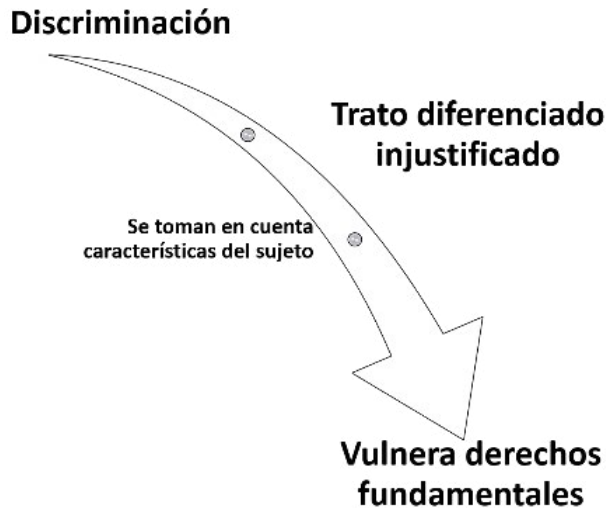 Discriminación
Trato diferenciado
injustificado
Se toman en cuenta
características del sujeto
Vulnera derechos
fundamentales